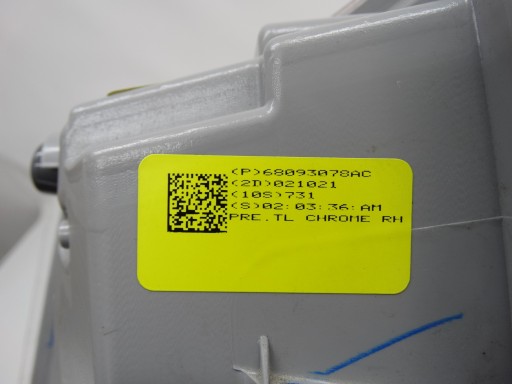 (P)68093078AC
(2D)021021
(10S)731
(S)02:03:36:AM
PRE.TL CHROME RH